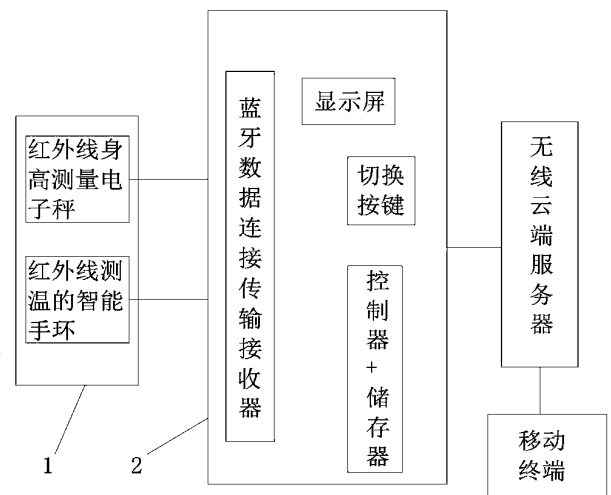 红外线身
高测量电
子秤
红外线测
温的智能
手环
1
2
蓝牙数据连接传输接收器
显示屏
切换
按键
控制器+储存器
无线云端服务器
移动
终端